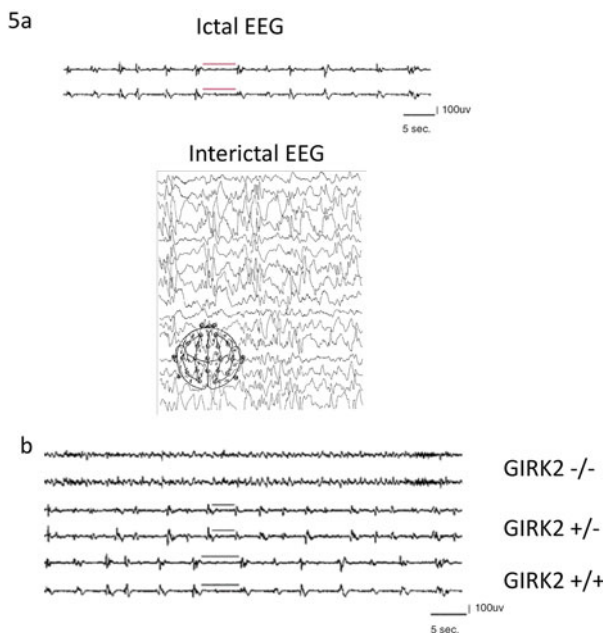 5a
Ictal EEG
100uv
5 sec.
Interictal EEG
b
GIRK2 -/-
GIRK2 +/-
GIRK2 +/+
100uv
5 sec.